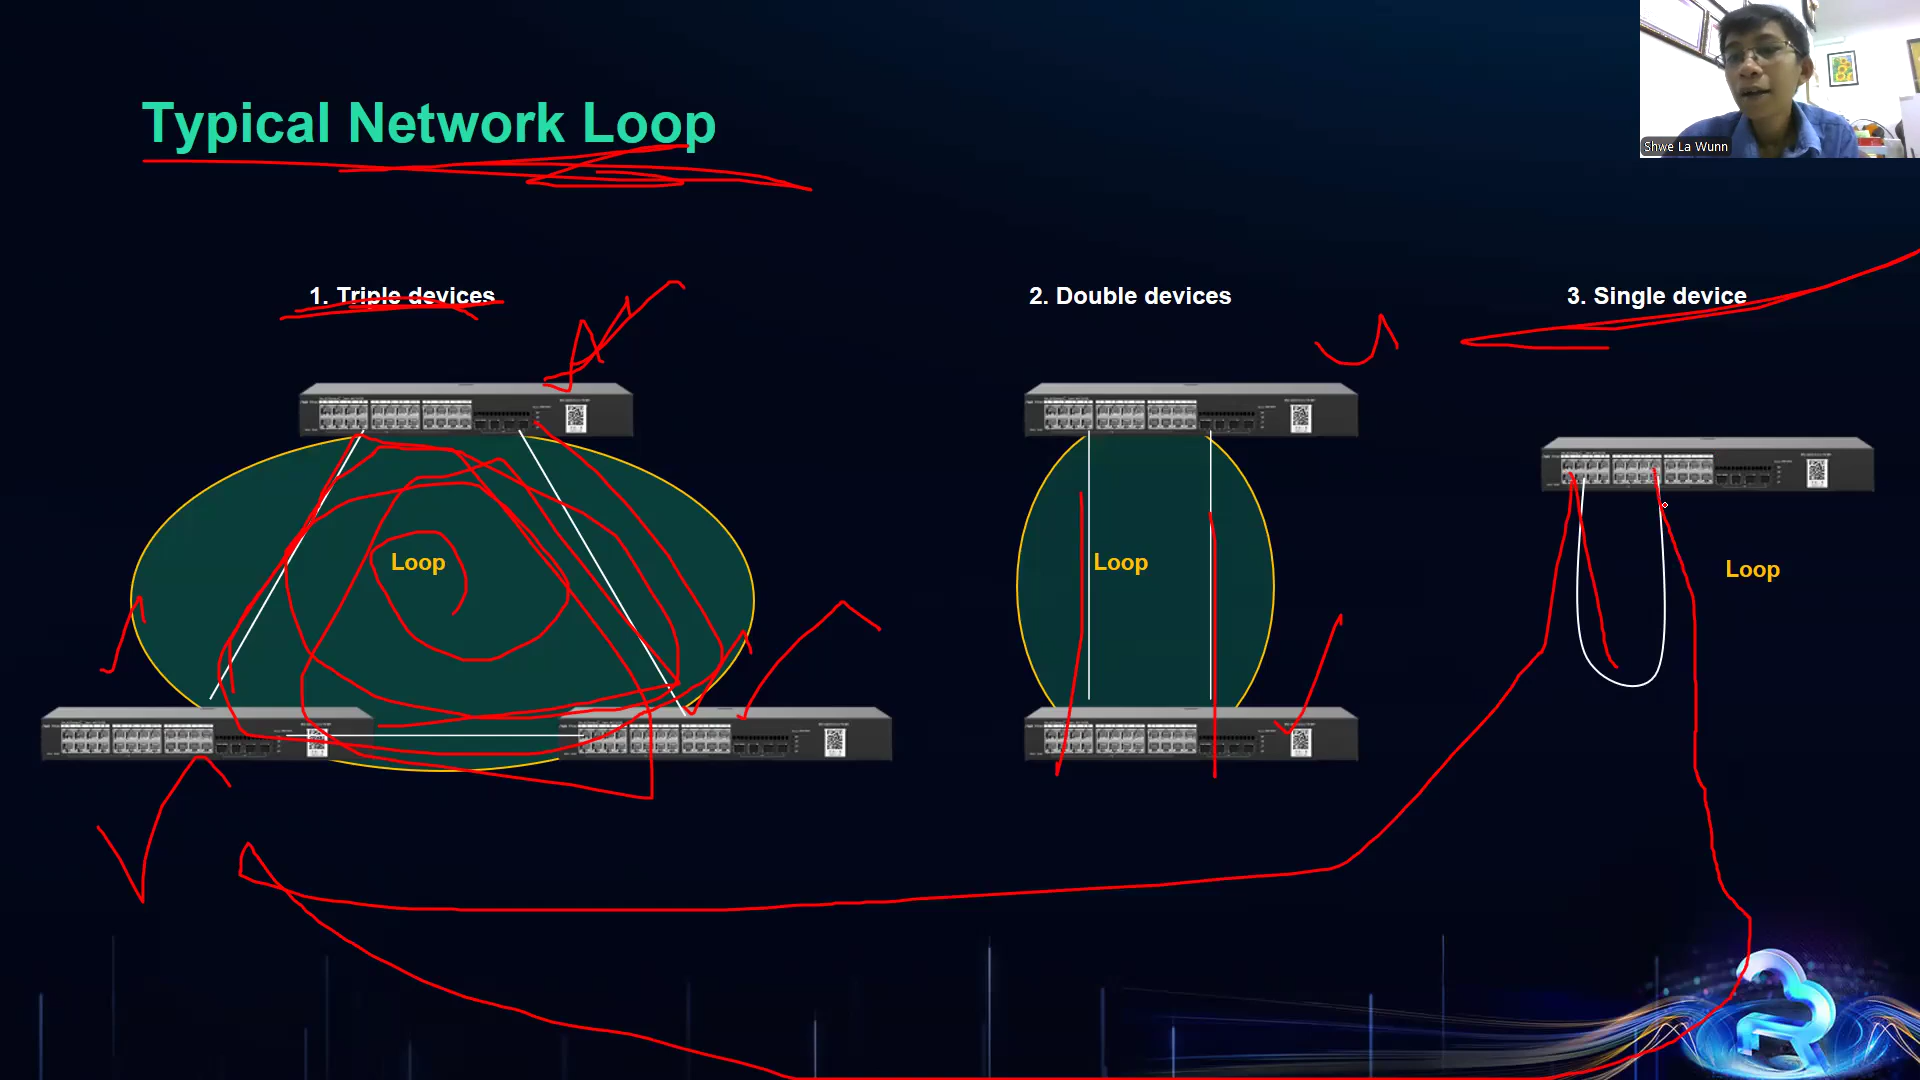 Shwe La Wunn
Typical Network Loop
1. Triple devices
2. Double devices
3. Single device
Loop
Loop
Loop